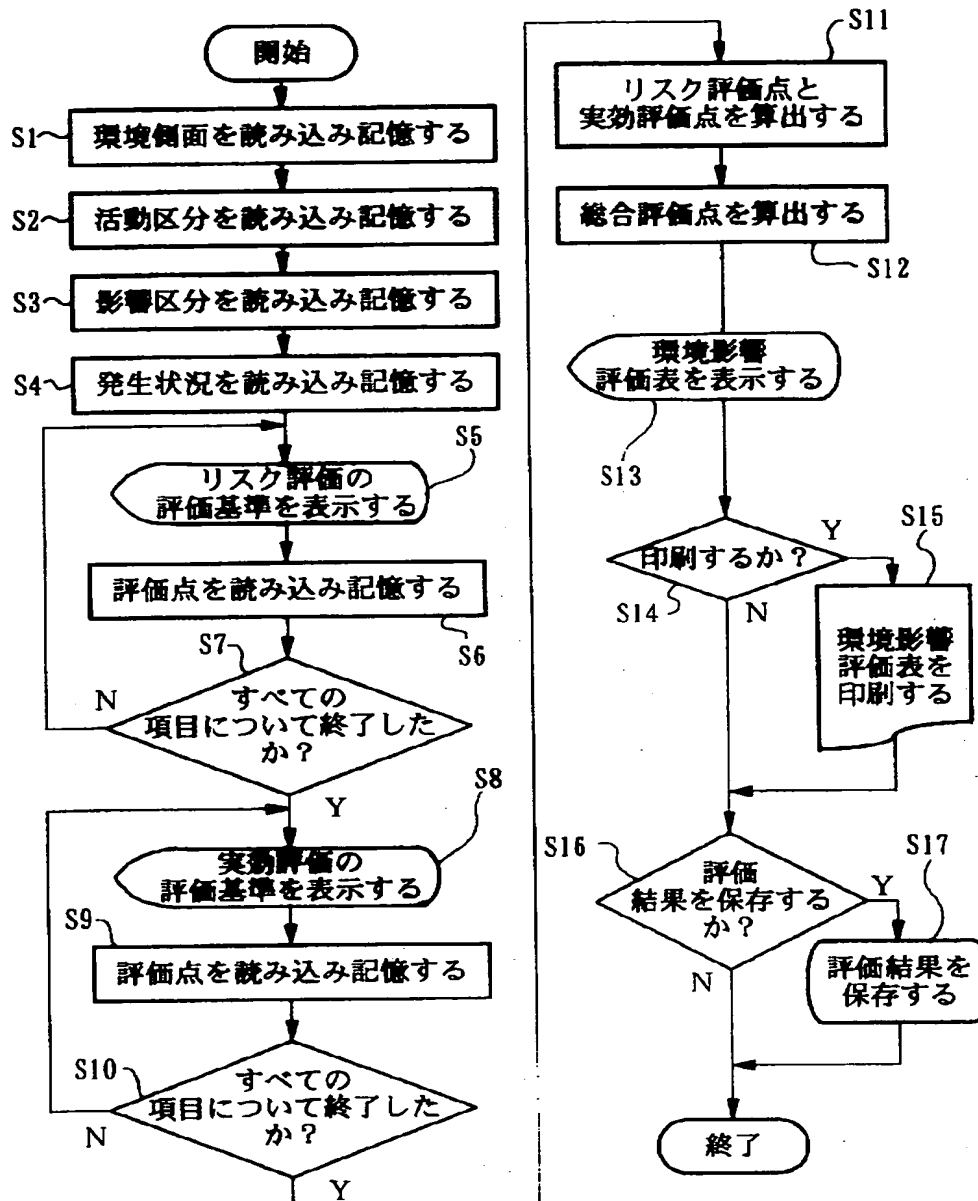 開始
S1
環境側面を読み込み記憶する
S2
活動区分を読み込み記憶する
S3
影響区分を読み込み記憶する
S4
発生状況を読み込み記憶する
S5
リスク評価の
評価基準を表示する
評価点を読み込み記憶する
S6
S7
すべての
項目について終了した
か?
N
Y
S8
実効評価の
評価基準を表示する
S9
評価点を読み込み記憶する
S10
すべての
項目について終了した
か?
N
Y
S11
リスク評価点と
実効評価点を算出する
総合評価点を算出する
S12
環境影響
評価表を表示する
S13
印刷するか?
Y
S14
N
S15
環境影響
評価表を
印刷する
S16
評価
結果を保存する
か?
Y
N
S17
評価結果を
保存する
終了